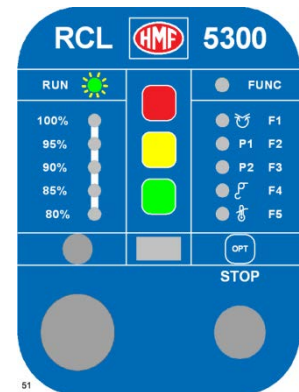 RCL HMF 5300
RUN FUNC
100% F1
95% P1 F2
90% P2 F3
85% F4
80% F5
OPT
STOP
51